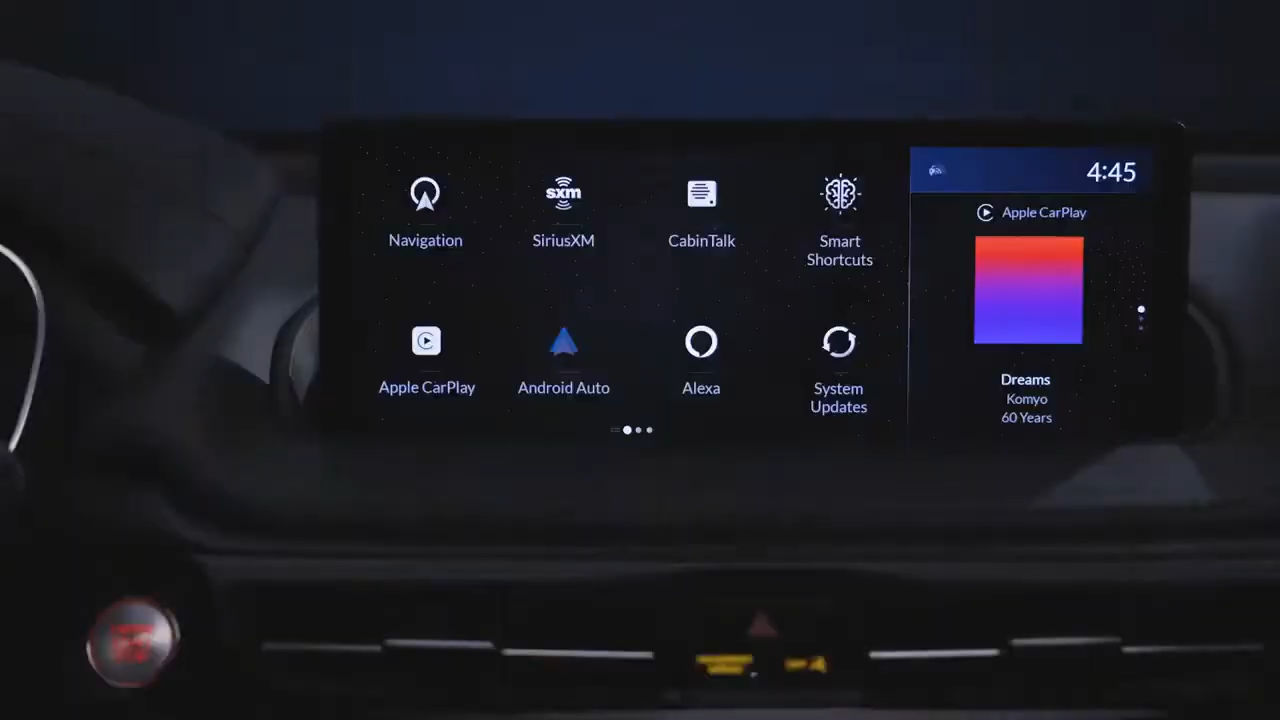 Navigation
sxm
SiriusXM
CabinTalk
Smart
Shortcuts
Apple CarPlay
Android Auto
Alexa
System
Updates
4:45
Apple CarPlay
Dreams
Komyo
60 Years